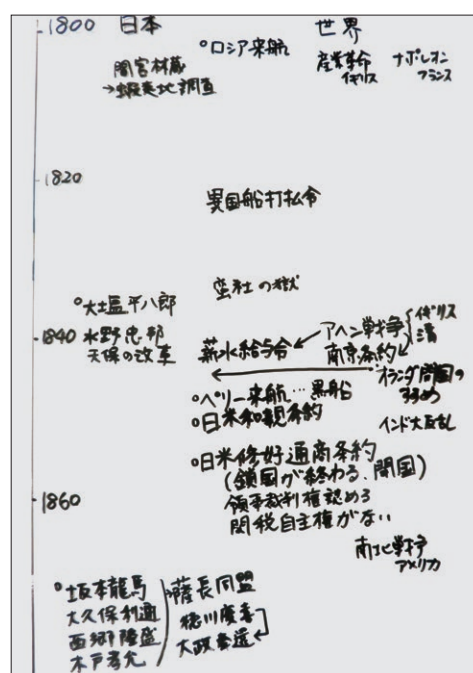 1800 日本 世界
ロシア来航 産業革命 ナポレオン
間宮林蔵 イギリス フランス
→蝦夷地調査
1820
異国船打払令
蛮社の獄
大塩平八郎
1840 水野忠邦 薪水給与令 ← アヘン戦争 イギリス
天保の改革 南京条約 清
オランダ開国の
すすめ
ペリー来航…黒船
日米和親条約 インド大反乱
日米修好通商条約
(鎖国が終わる、開国)
領事裁判権認める
1860 関税自主権がない
南北戦争
アメリカ
坂本龍馬 薩長同盟
大久保利通 徳川慶喜
西郷隆盛 大政奉還
木戸孝允